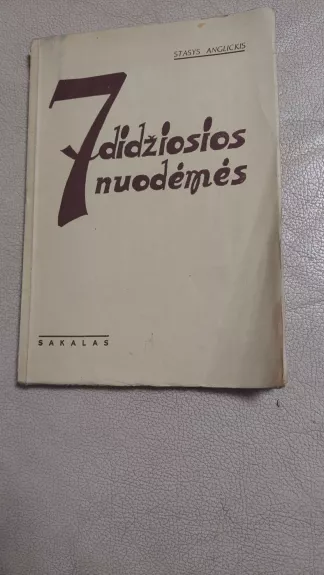 STASYS ANGLICKIS
7 didžiosios
nuodėmės
SAKALAS